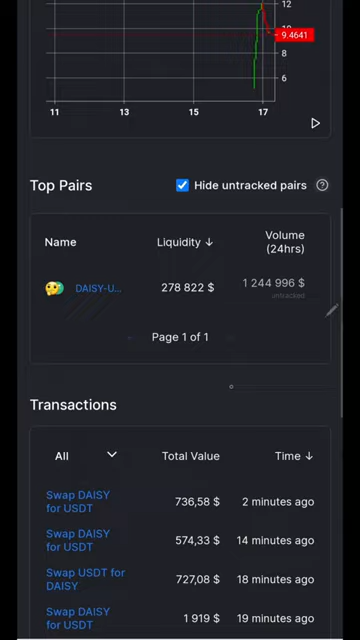 12
10
9.4641
8
6
11 13 15 17
Top Pairs
Hide untracked pairs ?
Name Liquidity ↓ Volume
(24hrs)
DAISY-U... 278 822 $ 1 244 996 $
untracked
Page 1 of 1
Transactions
All Total Value Time ↓
Swap DAISY
for USDT 736,58 $ 2 minutes ago
Swap DAISY
for USDT 574,33 $ 14 minutes ago
Swap USDT for
DAISY 727,08 $ 18 minutes ago
Swap DAISY
for USDT 1 919 $ 19 minutes ago